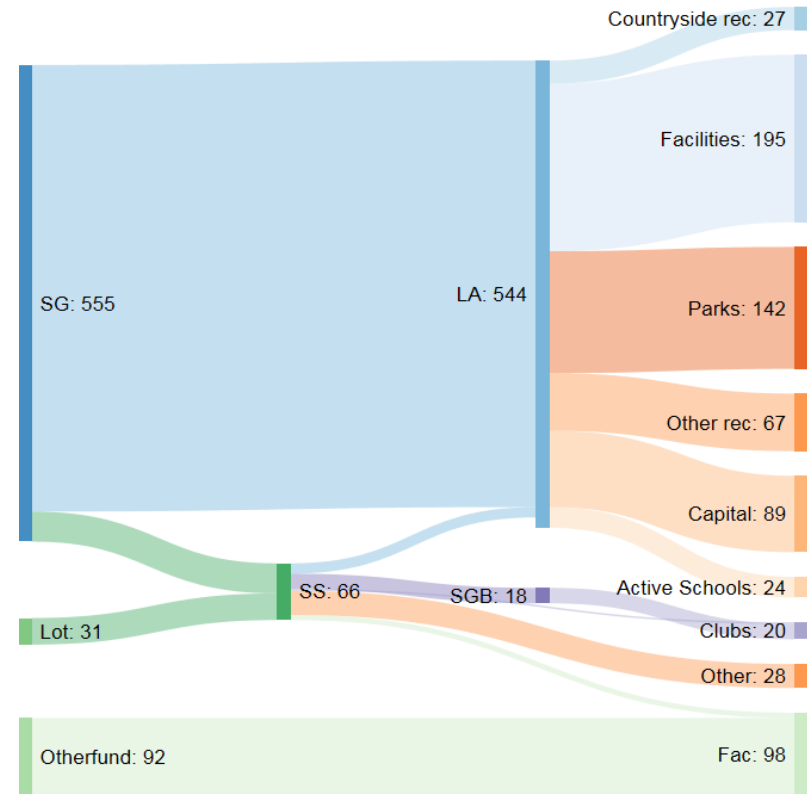 Countryside rec: 27
Facilities: 195
SG: 555
LA: 544
Parks: 142
Other rec: 67
Capital: 89
Active Schools: 24
SS: 66
SGB: 18
Lot: 31
Clubs: 20
Other: 28
Otherfund: 92
Fac: 98